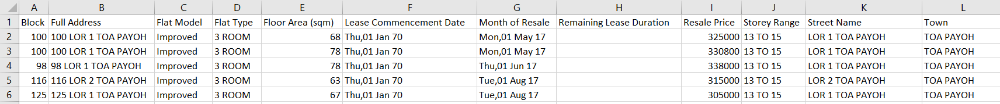 A B C D E F G H I J K L
1 Block Full Address Flat Model Flat Type Floor Area (sqm) Lease Commencement Date Month of Resale Remaining Lease Duration Resale Price Storey Range Street Name Town
2 100 100 LOR 1 TOA PAYOH Improved 3 ROOM 68 Thu,01 Jan 70 Mon,01 May 17 325000 13 TO 15 LOR 1 TOA PAYOH TOA PAYOH
3 100 100 LOR 1 TOA PAYOH Improved 3 ROOM 78 Thu,01 Jan 70 Mon,01 May 17 330800 13 TO 15 LOR 1 TOA PAYOH TOA PAYOH
4 98 98 LOR 1 TOA PAYOH Improved 3 ROOM 78 Thu,01 Jan 70 Thu,01 Jun 17 338000 13 TO 15 LOR 1 TOA PAYOH TOA PAYOH
5 116 116 LOR 2 TOA PAYOH Improved 3 ROOM 63 Thu,01 Jan 70 Tue,01 Aug 17 315000 13 TO 15 LOR 2 TOA PAYOH TOA PAYOH
6 125 125 LOR 1 TOA PAYOH Improved 3 ROOM 67 Thu,01 Jan 70 Tue,01 Aug 17 305000 13 TO 15 LOR 1 TOA PAYOH TOA PAYOH